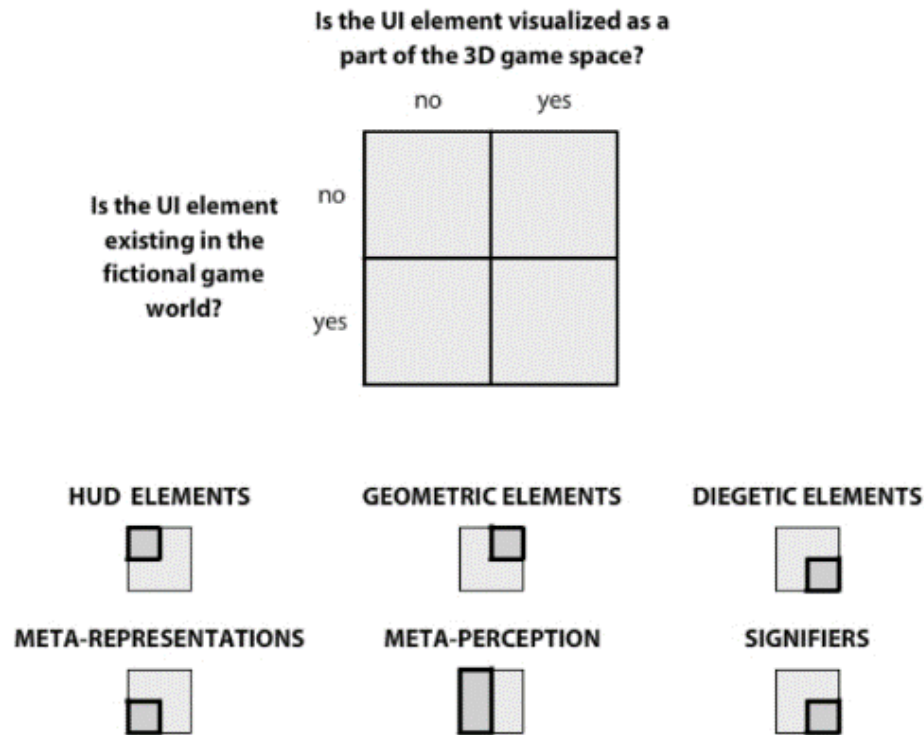 Is the UI element visualized as a
part of the 3D game space?
no yes
no
Is the UI element
existing in the
fictional game
world?
yes
HUD ELEMENTS GEOMETRIC ELEMENTS DIEGETIC ELEMENTS
META-REPRESENTATIONS META-PERCEPTION SIGNIFIERS